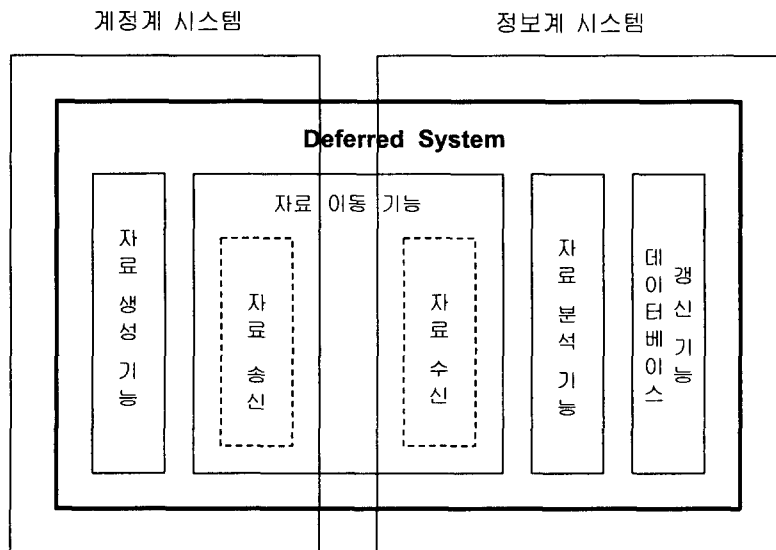 계정계 시스템
정보계 시스템
Deferred System
자료 이동 기능
자료 생성 기능
자료 송신
자료 수신
자료 분석 기능
데이터베이스
갱신 기능